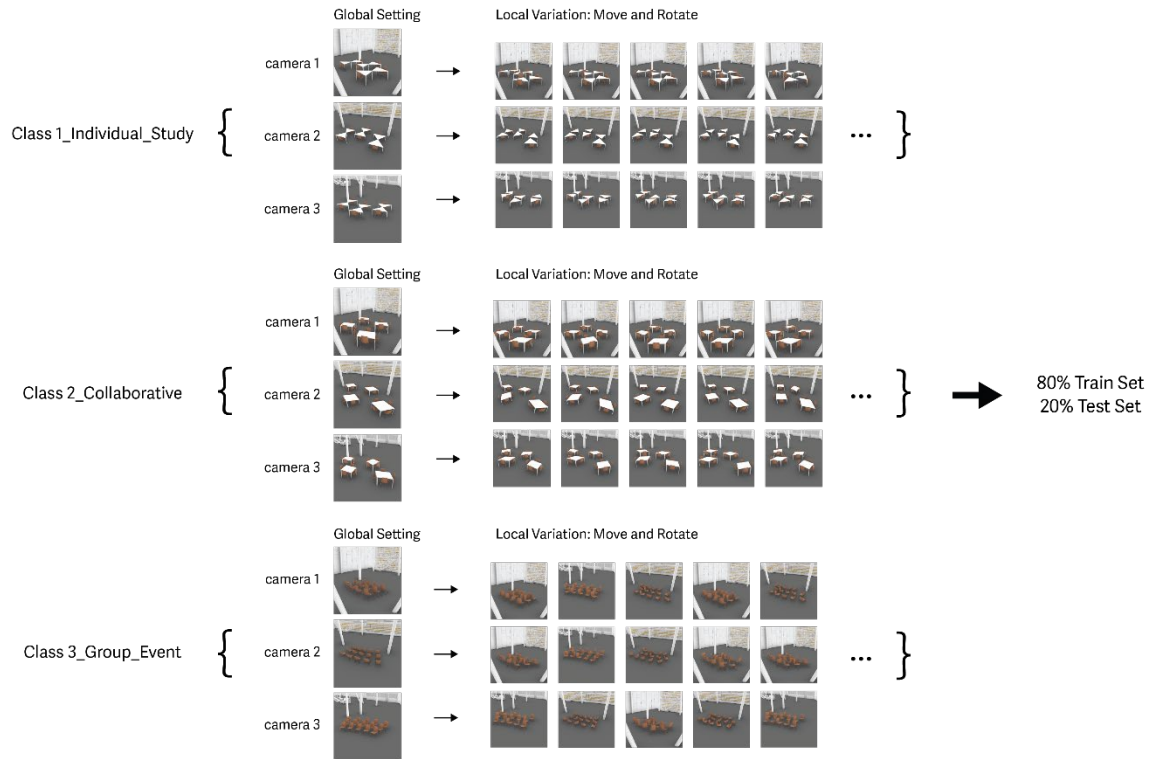 Global Setting
Local Variation: Move and Rotate
camera 1
Class 1_Individual_Study
camera 2
...
camera 3
Global Setting
Local Variation: Move and Rotate
camera 1
Class 2_Collaborative
camera 2
...
80% Train Set
20% Test Set
camera 3
Global Setting
Local Variation: Move and Rotate
camera 1
Class 3_Group_Event
camera 2
...
camera 3